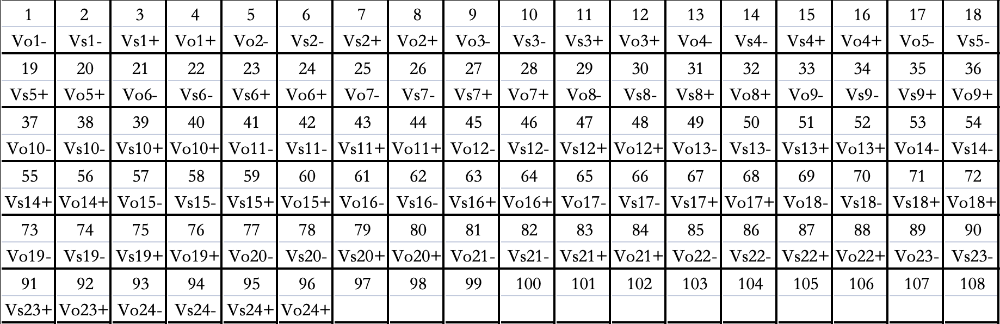 1 2 3 4 5 6 7 8 9 10 11 12 13 14 15 16 17 18
Vo1- Vs1- Vs1+ Vo1+ Vo2- Vs2- Vs2+ Vo2+ Vo3- Vs3- Vs3+ Vo3+ Vo4- Vs4- Vs4+ Vo4+ Vo5- Vs5-
19 20 21 22 23 24 25 26 27 28 29 30 31 32 33 34 35 36
Vs5+ Vo5+ Vo6- Vs6- Vs6+ Vo6+ Vo7- Vs7- Vs7+ Vo7+ Vo8- Vs8- Vs8+ Vo8+ Vo9- Vs9- Vs9+ Vo9+
37 38 39 40 41 42 43 44 45 46 47 48 49 50 51 52 53 54
Vo10- Vs10- Vs10+ Vo10+ Vo11- Vs11- Vs11+ Vo11+ Vo12- Vs12- Vs12+ Vo12+ Vo13- Vs13- Vs13+ Vo13+ Vo14- Vs14-
55 56 57 58 59 60 61 62 63 64 65 66 67 68 69 70 71 72
Vs14+ Vo14+ Vo15- Vs15- Vs15+ Vo15+ Vo16- Vs16- Vs16+ Vo16+ Vo17- Vs17- Vs17+ Vo17+ Vo18- Vs18- Vs18+ Vo18+
73 74 75 76 77 78 79 80 81 82 83 84 85 86 87 88 89 90
Vo19- Vs19- Vs19+ Vo19+ Vo20- Vs20- Vs20+ Vo20+ Vo21- Vs21- Vs21+ Vo21+ Vo22- Vs22- Vs22+ Vo22+ Vo23- Vs23-
91 92 93 94 95 96 97 98 99 100 101 102 103 104 105 106 107 108
Vs23+ Vo23+ Vo24- Vs24- Vs24+ Vo24+